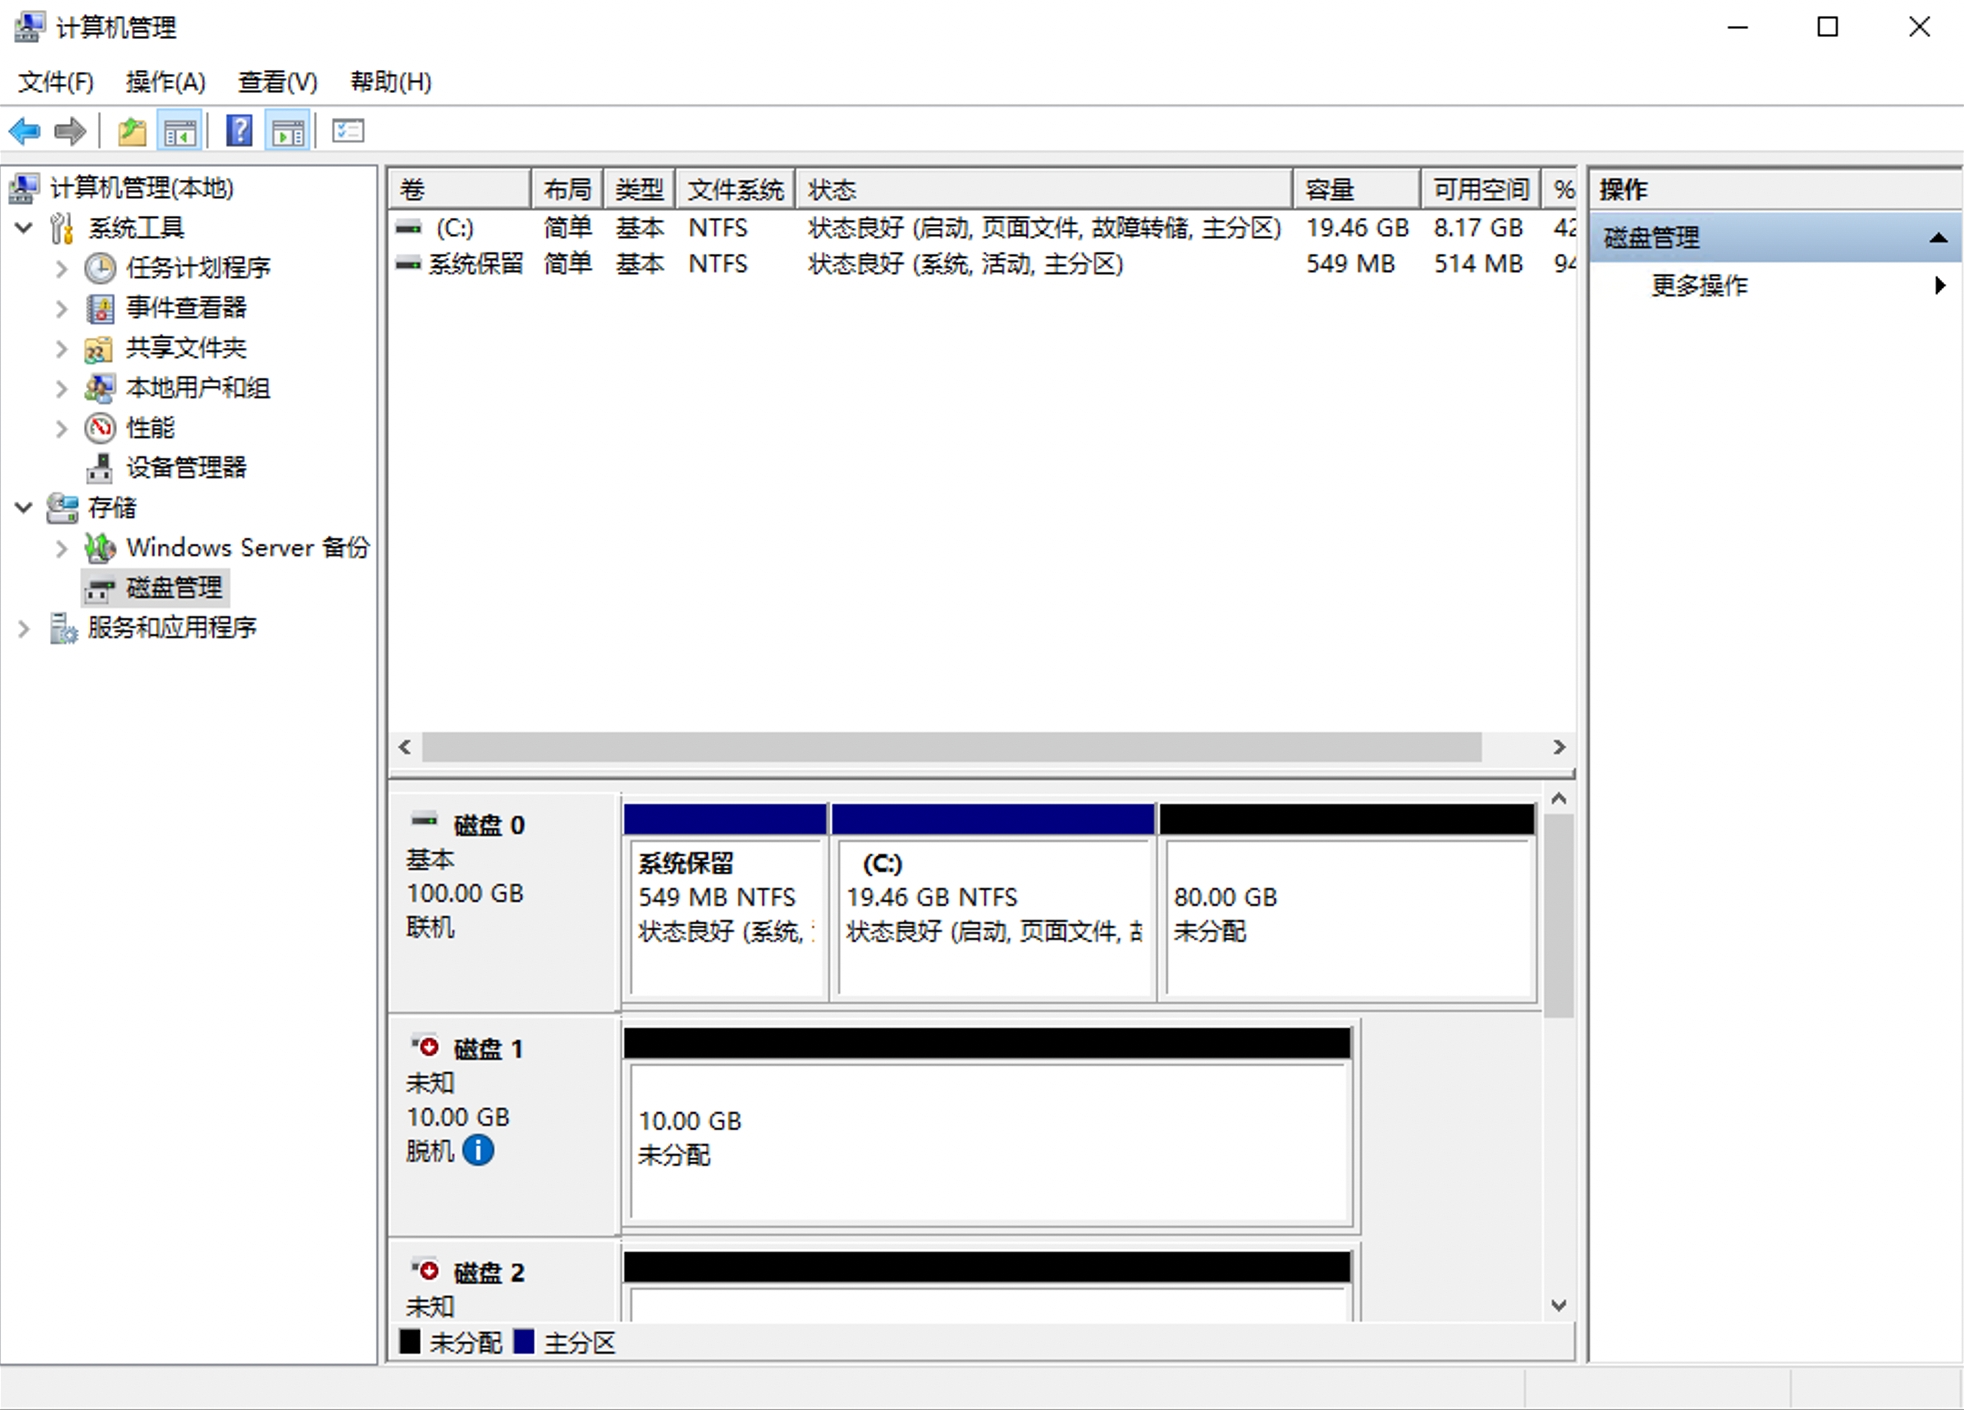 计算机管理
文件(F) 操作(A) 查看(V) 帮助(H)
计算机管理(本地)
系统工具
任务计划程序
事件查看器
共享文件夹
本地用户和组
性能
设备管理器
存储
Windows Server 备份
磁盘管理
服务和应用程序
卷 布局 类型 文件系统 状态 容量 可用空间 %
(C:) 简单 基本 NTFS 状态良好 (启动, 页面文件, 故障转储, 主分区) 19.46 GB 8.17 GB 42
系统保留 简单 基本 NTFS 状态良好 (系统, 活动, 主分区) 549 MB 514 MB 94
磁盘 0
基本
100.00 GB
联机
系统保留
549 MB NTFS
状态良好 (系统,
(C:)
19.46 GB NTFS
状态良好 (启动, 页面文件,
80.00 GB
未分配
磁盘 1
未知
10.00 GB
脱机
10.00 GB
未分配
磁盘 2
未知
未分配 主分区
操作
磁盘管理
更多操作